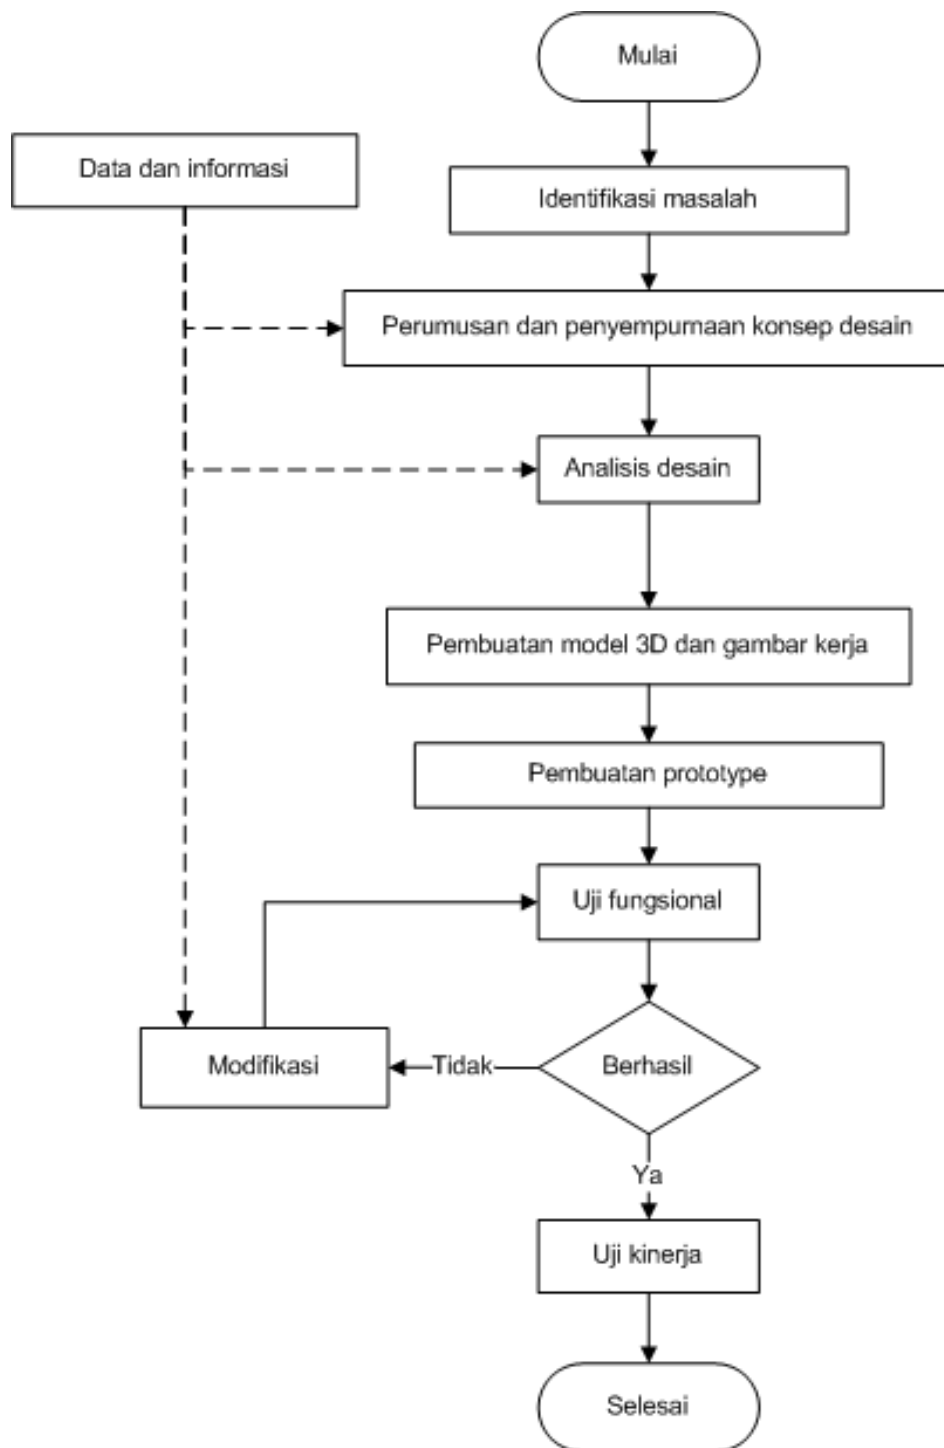 Mulai
Data dan informasi
Identifikasi masalah
Perumusan dan penyempurnaan konsep desain
Analisis desain
Pembuatan model 3D dan gambar kerja
Pembuatan prototype
Uji fungsional
Modifikasi
Tidak
Berhasil
Ya
Uji kinerja
Selesai